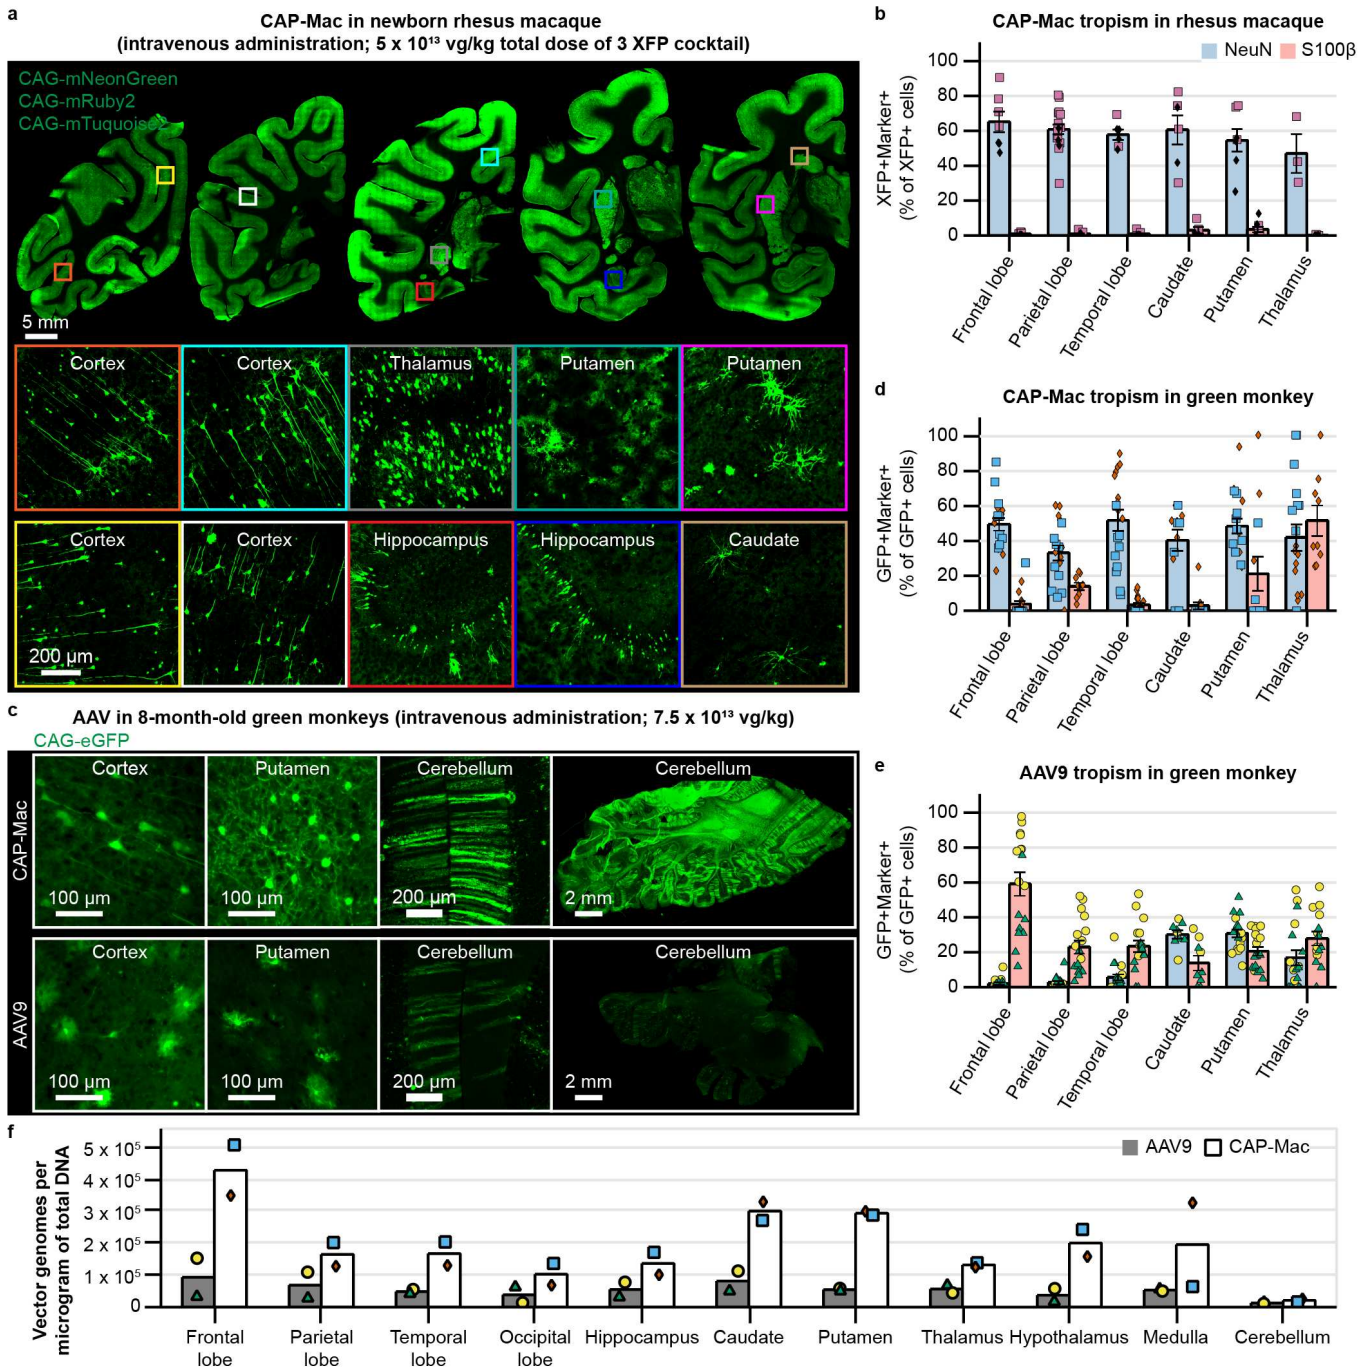 a
CAP-Mac in newborn rhesus macaque
(intravenous administration; 5 x 10¹³ vg/kg total dose of 3 XFP cocktail)
CAG-mNeonGreen
CAG-mRuby2
CAG-mTuquoise2
5 mm
Cortex
Cortex
Thalamus
Putamen
Putamen
Cortex
Cortex
Hippocampus
Hippocampus
Caudate
200 µm
b
CAP-Mac tropism in rhesus macaque
NeuN
S100β
XFP+Marker+
(% of XFP+ cells)
100
80
60
40
20
0
Frontal lobe
Parietal lobe
Temporal lobe
Caudate
Putamen
Thalamus
c
AAV in 8-month-old green monkeys (intravenous administration; 7.5 x 10¹³ vg/kg)
CAG-eGFP
CAP-Mac
Cortex
Putamen
Cerebellum
Cerebellum
100 µm
100 µm
200 µm
2 mm
AAV9
Cortex
Putamen
Cerebellum
Cerebellum
100 µm
100 µm
200 µm
2 mm
d
CAP-Mac tropism in green monkey
GFP+Marker+
(% of GFP+ cells)
100
80
60
40
20
0
Frontal lobe
Parietal lobe
Temporal lobe
Caudate
Putamen
Thalamus
e
AAV9 tropism in green monkey
GFP+Marker+
(% of GFP+ cells)
100
80
60
40
20
0
Frontal lobe
Parietal lobe
Temporal lobe
Caudate
Putamen
Thalamus
f
Vector genomes per
microgram of total DNA
5 x 10⁵
4 x 10⁵
3 x 10⁵
2 x 10⁵
1 x 10⁵
0
AAV9
CAP-Mac
Frontal
lobe
Parietal
lobe
Temporal
lobe
Occipital
lobe
Hippocampus
Caudate
Putamen
Thalamus
Hypothalamus
Medulla
Cerebellum